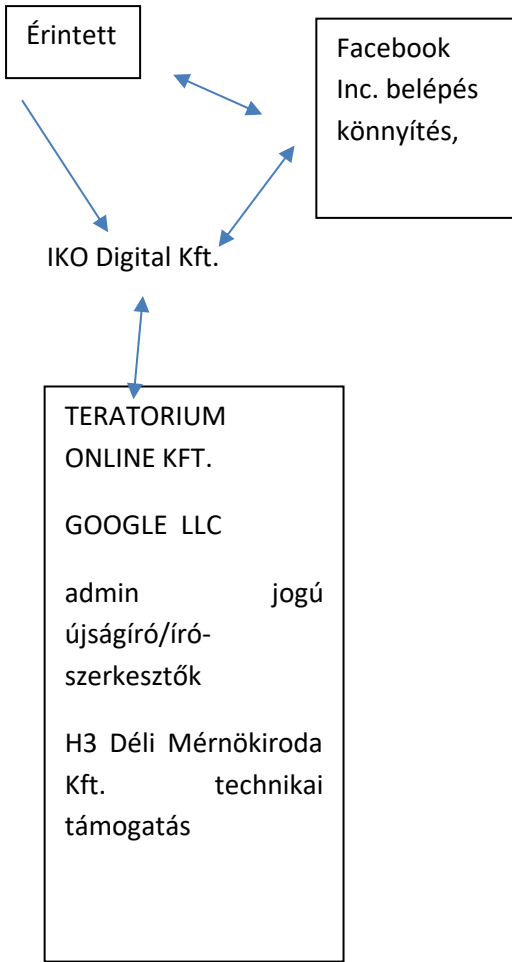 Érintett
Facebook
Inc. belépés
könnyítés,
IKO Digital Kft.
TERATORIUM
ONLINE KFT.
GOOGLE LLC
admin jogú
újságíró/író-
szerkesztők
H3 Déli Mérnökiroda
Kft. technikai
támogatás